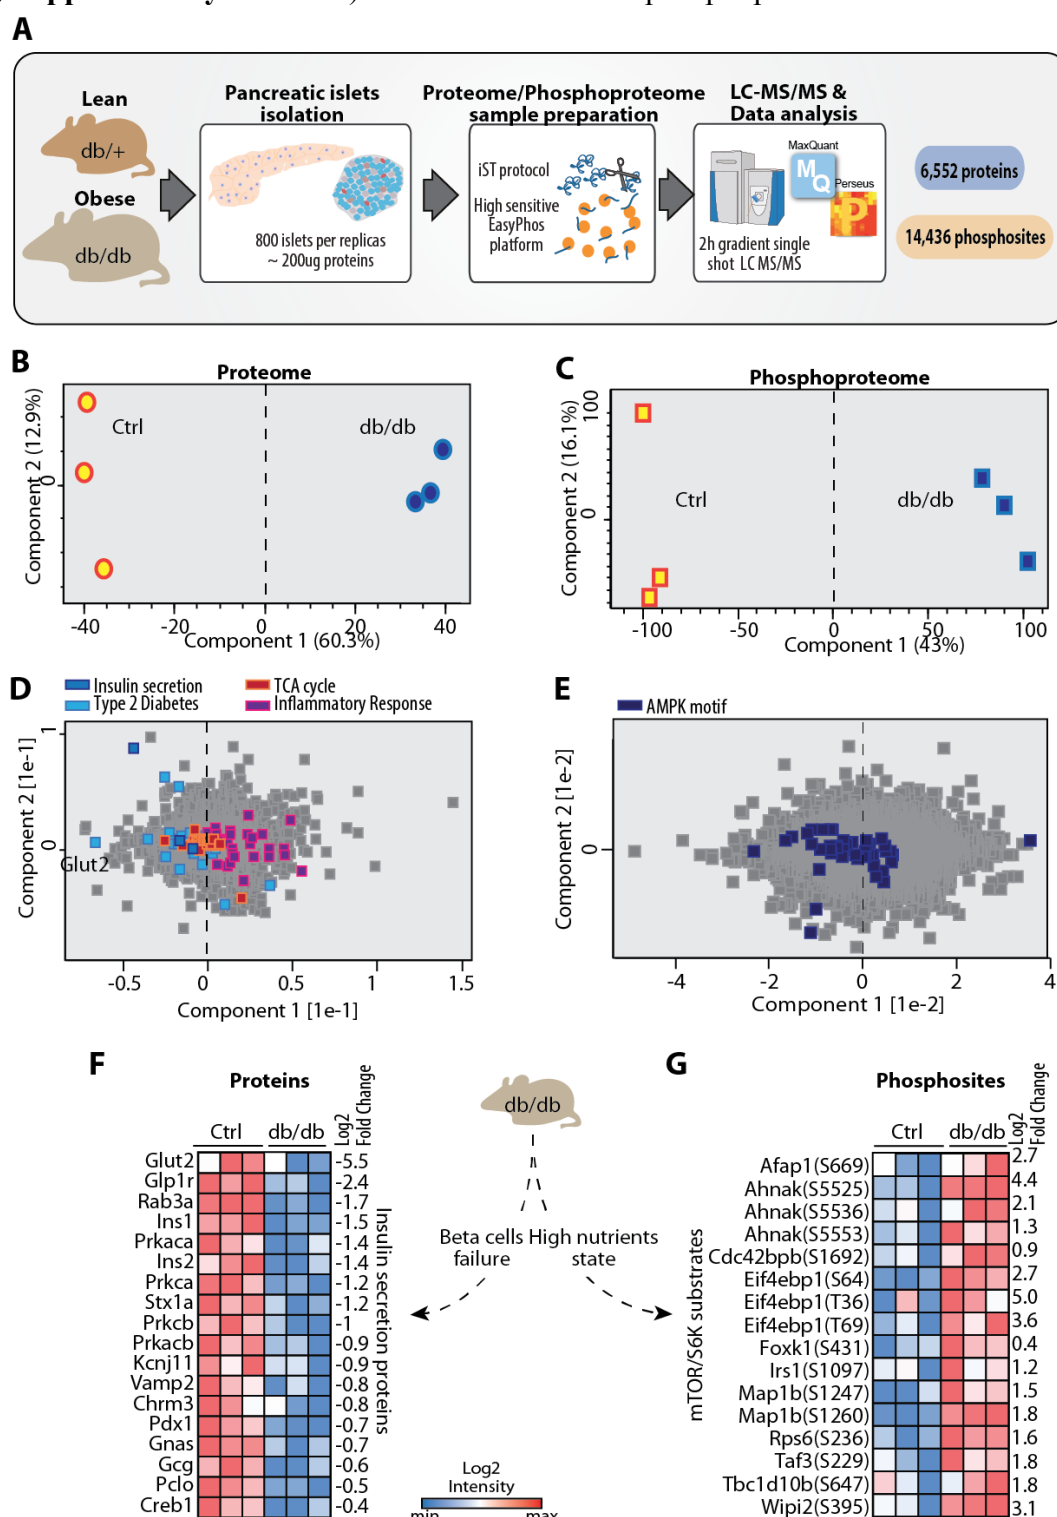 A
Lean
db/+
Obese
db/db
Pancreatic islets
isolation
800 islets per replicas
~ 200ug proteins
Proteome/Phosphoproteome
sample preparation
iST protocol
High sensitive
EasyPhos
platform
LC-MS/MS &
Data analysis
MaxQuant
MQ
Perseus
P
2h gradient single
shot LC MS/MS
6,552 proteins
14,436 phosphosites
B
Proteome
Component 2 (12.9%)
0
Ctrl
db/db
-40
-20
0
20
40
Component 1 (60.3%)
C
Phosphoproteome
Component 2 (16.1%)
100
0
Ctrl
db/db
-100
-50
0
50
100
Component 1 (43%)
D
Insulin secretion
Type 2 Diabetes
TCA cycle
Inflammatory Response
Component 2 [1e-1]
1
0
Glut2
-0.5
0
0.5
1
1.5
Component 1 [1e-1]
E
AMPK motif
Component 2 [1e-2]
0
-4
-2
0
2
4
Component 1 [1e-2]
F
Proteins
Ctrl
db/db
Log2
Fold Change
Glut2 -5.5
Glp1r -2.4
Rab3a -1.7
Ins1 -1.5
Prkaca -1.4
Ins2 -1.4
Prkca -1.2
Stx1a -1.2
Prkcb -1
Prkacb -0.9
Kcnj11 -0.9
Vamp2 -0.8
Chrm3 -0.8
Pdx1 -0.7
Gnas -0.7
Gcg -0.6
Pclo -0.5
Creb1 -0.4
Insulin secretion proteins
db/db
Beta cells
failure
High nutrients
state
Log2
Intensity
min
max
G
Phosphosites
Ctrl
db/db
Log2
Fold Change
mTOR/S6K substrates
Afap1(S669) 2.7
Ahnak(S5525) 4.4
Ahnak(S5536) 2.1
Ahnak(S5553) 1.3
Cdc42bpb(S1692) 0.9
Eif4ebp1(S64) 2.7
Eif4ebp1(T36) 5.0
Eif4ebp1(T69) 3.6
Foxk1(S431) 0.4
Irs1(S1097) 1.2
Map1b(S1247) 1.5
Map1b(S1260) 1.8
Rps6(S236) 1.6
Taf3(S229) 1.8
Tbc1d10b(S647) 1.8
Wipi2(S395) 3.1